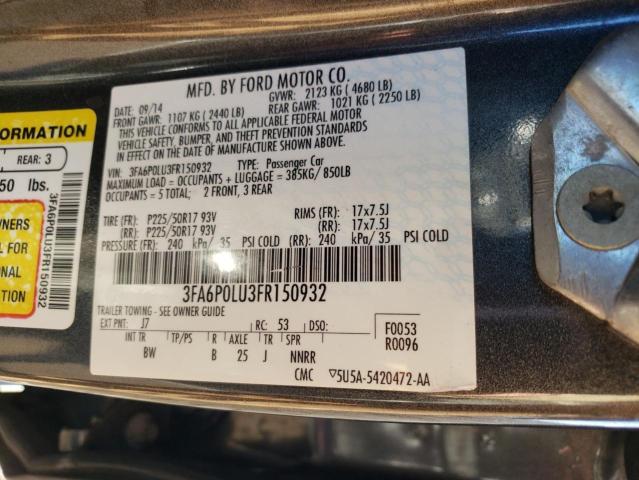 MFD. BY FORD MOTOR CO.
DATE: 09/14 GVWR: 2123 KG ( 4680 LB)
FRONT GAWR: 1107 KG ( 2440 LB) REAR GAWR: 1021 KG ( 2250 LB)
THIS VEHICLE CONFORMS TO ALL APPLICABLE FEDERAL MOTOR
VEHICLE SAFETY, BUMPER, AND THEFT PREVENTION STANDARDS
IN EFFECT ON THE DATE OF MANUFACTURE SHOWN ABOVE.
VIN: 3FA6P0LU3FR150932 TYPE: Passenger Car
MAXIMUM LOAD = OCCUPANTS + LUGGAGE = 385KG/ 850LB
OCCUPANTS = 5 TOTAL; 2 FRONT, 3 REAR
TIRE (FR): P225/50R17 93V RIMS (FR): 17x7.5J
(RR): P225/50R17 93V (RR): 17x7.5J
PRESSURE (FR): 240 kPa/ 35 PSI COLD (RR): 240 kPa/ 35 PSI COLD
3FA6P0LU3FR150932
TRAILER TOWING - SEE OWNER GUIDE
EXT PNT: J7 RC: 53 DSO:
F0053
R0096
INT TR TP/PS R AXLE TR SPR
BW B 25 J NNRR
CMC ▽5U5A-5420472-AA
FORMATION
REAR: 3
50 lbs.
WNERS
L FOR
ONAL
ON
3FA6P0LU3FR150932